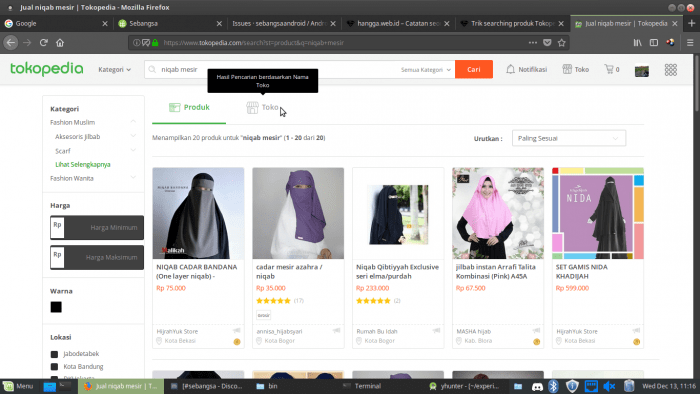 Jual niqab mesir | Tokopedia - Mozilla Firefox
Google
Sebangsa
Issues · sebangsaandroid / Andro
hangga.web.id – Catatan se
Trik searching produk Tokope
Jual niqab mesir | Tokopedia
https://www.tokopedia.com/search?st=product&q=niqab+mesir
tokopedia
Kategori
niqab mesir
Semua Kategori
Cari
Notifikasi
Toko
0
Hasil Pencarian berdasarkan Nama
Toko
Kategori
Fashion Muslim
Aksesoris Jilbab
Scarf
Lihat Selengkapnya
Fashion Wanita
Harga
Rp Harga Minimum
Rp Harga Maksimum
Warna
Lokasi
Jabodetabek
Kota Bandung
Produk
Toko
Menampilkan 20 produk untuk "niqab mesir" (1 - 20 dari 20)
Urutkan :
Paling Sesuai
NIQAB BANDANA
Malikah
NIQAB CADAR BANDANA
(One layer niqab) -
Rp 75.000
HijrahYuk Store
Kota Bekasi
cadar mesir azahra /
niqab
Rp 35.000
(17)
annisa_hijabsyari
Kota Bogor
Niqab Qibtiyyah Exclusive
seri elma/purdah
Rp 233.000
(2)
Rumah Bu Idah
Kota Bogor
jilbab instan Arrafi Talita
Kombinasi (Pink) A45A
Rp 67.500
MASHA hijab
Kab. Blora
NIDA
SET GAMIS NIDA
KHADIJAH
Rp 599.000
HijrahYuk Store
Kota Bekasi
Menu
Jual niqab mesir | T...
[#sebangsa - Disco...
bin
Terminal
yhunter - [~/experi...
Wed Dec 13, 11:16